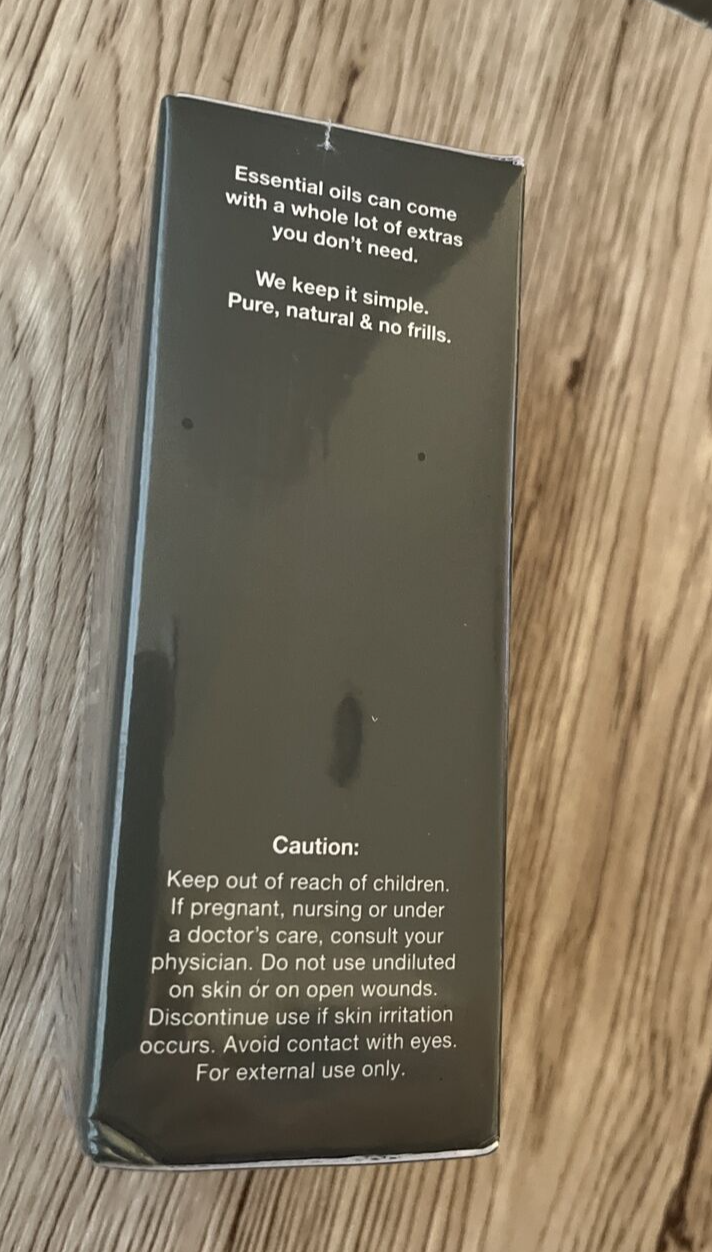 Essential oils can come
with a whole lot of extras
you don't need.
We keep it simple.
Pure, natural & no frills.
Caution:
Keep out of reach of children.
If pregnant, nursing or under
a doctor's care, consult your
physician. Do not use undiluted
on skin or on open wounds.
Discontinue use if skin irritation
occurs. Avoid contact with eyes.
For external use only.